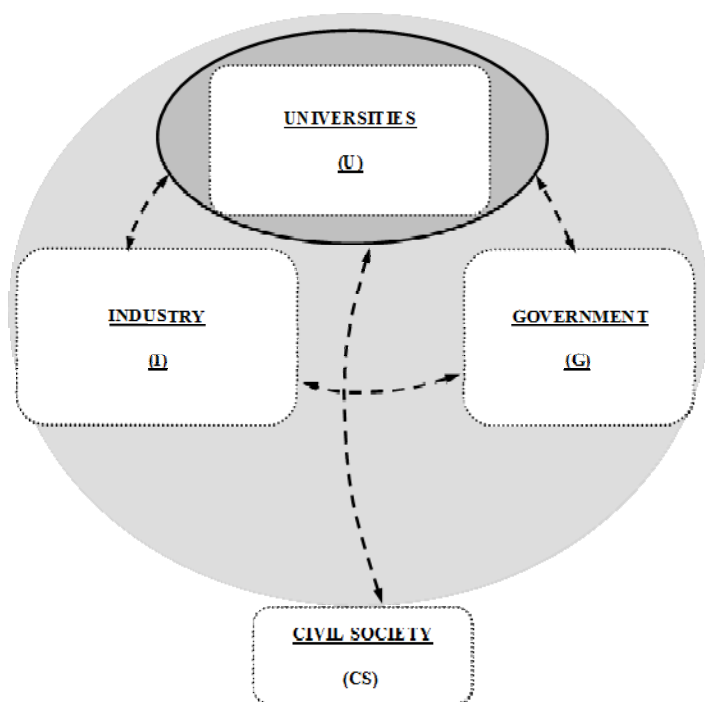 UNIVERSITIES
(U)
INDUSTRY
(I)
GOVERNMENT
(G)
CIVIL SOCIETY
(CS)